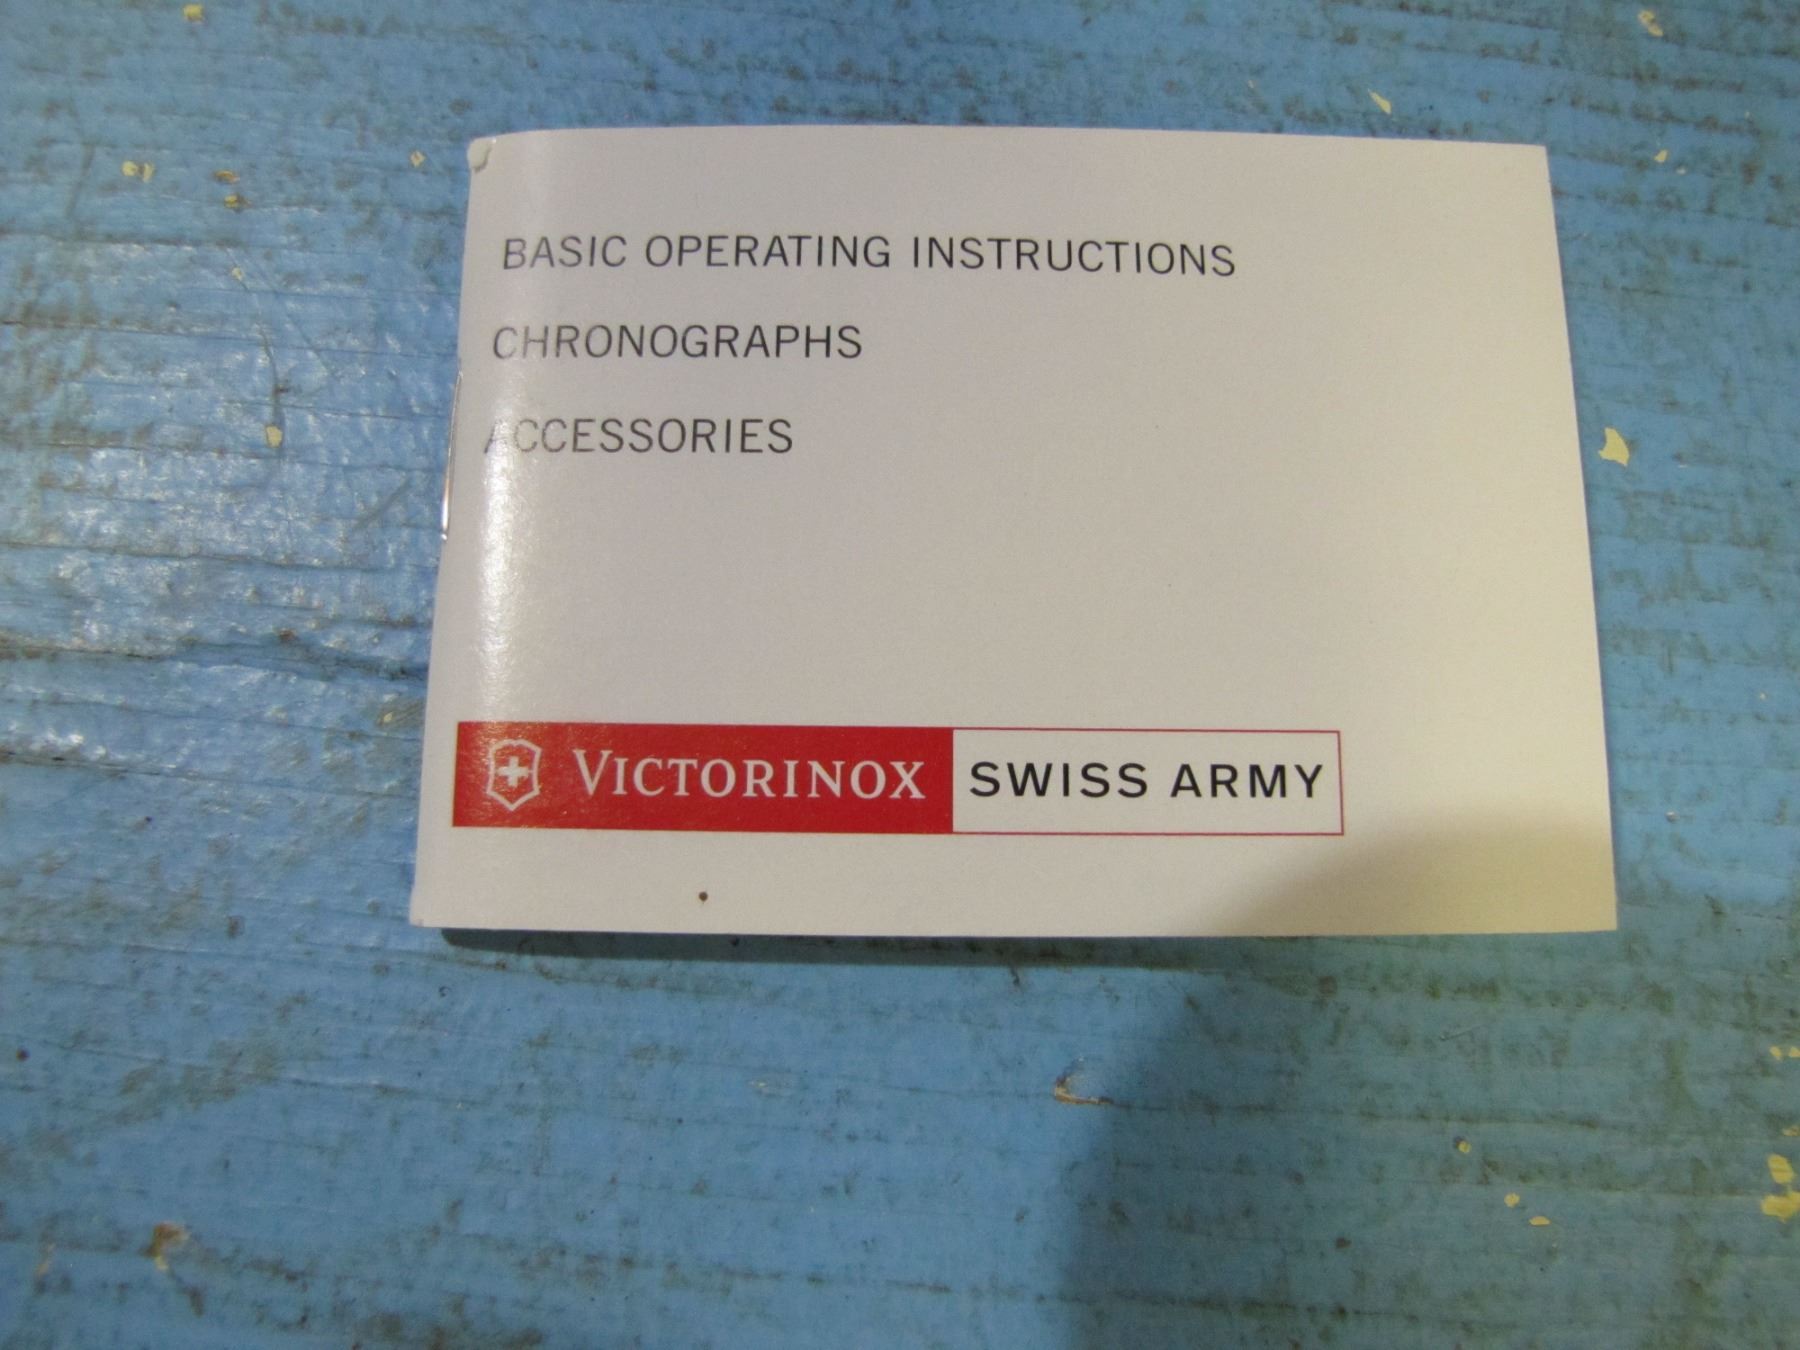 BASIC OPERATING INSTRUCTIONS
CHRONOGRAPHS
ACCESSORIES
VICTORINOX SWISS ARMY